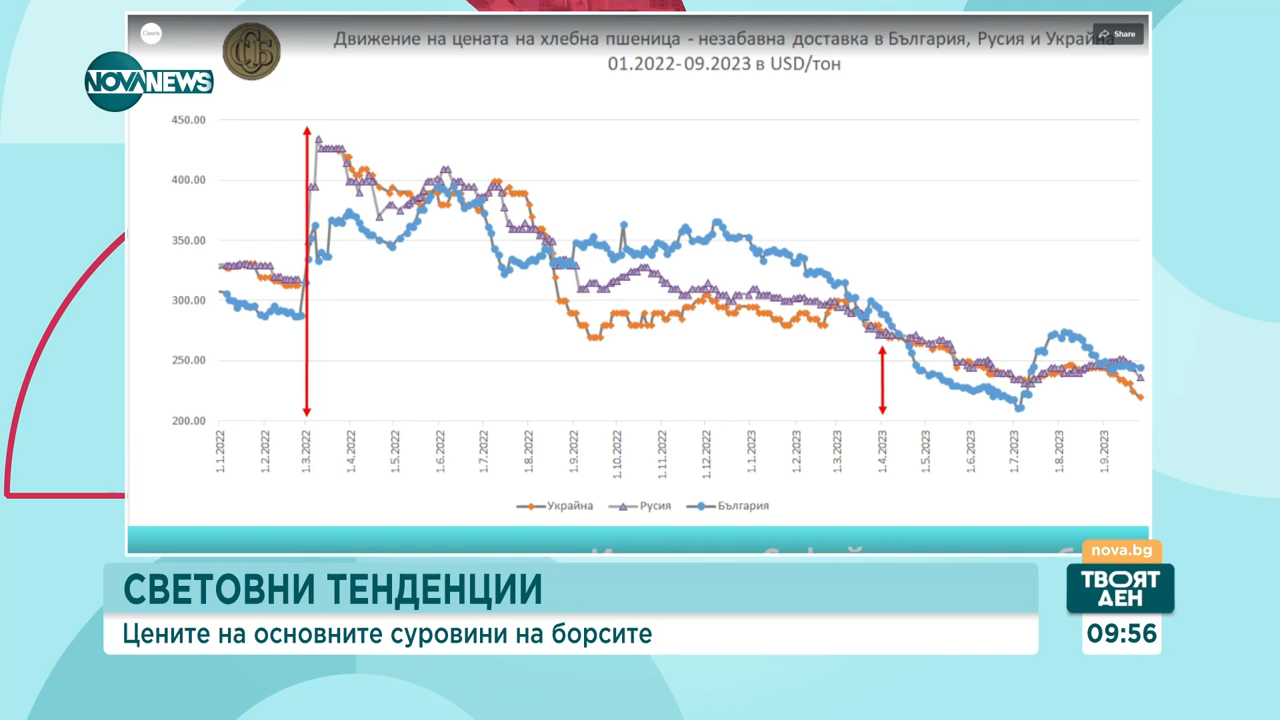 Движение на цената на хлебна пшеница - незабавна доставка в България, Русия и Украйна
01.2022-09.2023 в USD/тон
Share
NOVA NEWS
450.00
400.00
350.00
300.00
250.00
200.00
1.1.2022
1.2.2022
1.3.2022
1.4.2022
1.5.2022
1.6.2022
1.7.2022
1.8.2022
1.9.2022
1.10.2022
1.11.2022
1.12.2022
1.1.2023
1.2.2023
1.3.2023
1.4.2023
1.5.2023
1.6.2023
1.7.2023
1.8.2023
1.9.2023
Украйна Русия България
nova.bg
СВЕТОВНИ ТЕНДЕНЦИИ
ТВОЯТ
ДЕН
Цените на основните суровини на борсите
09:56